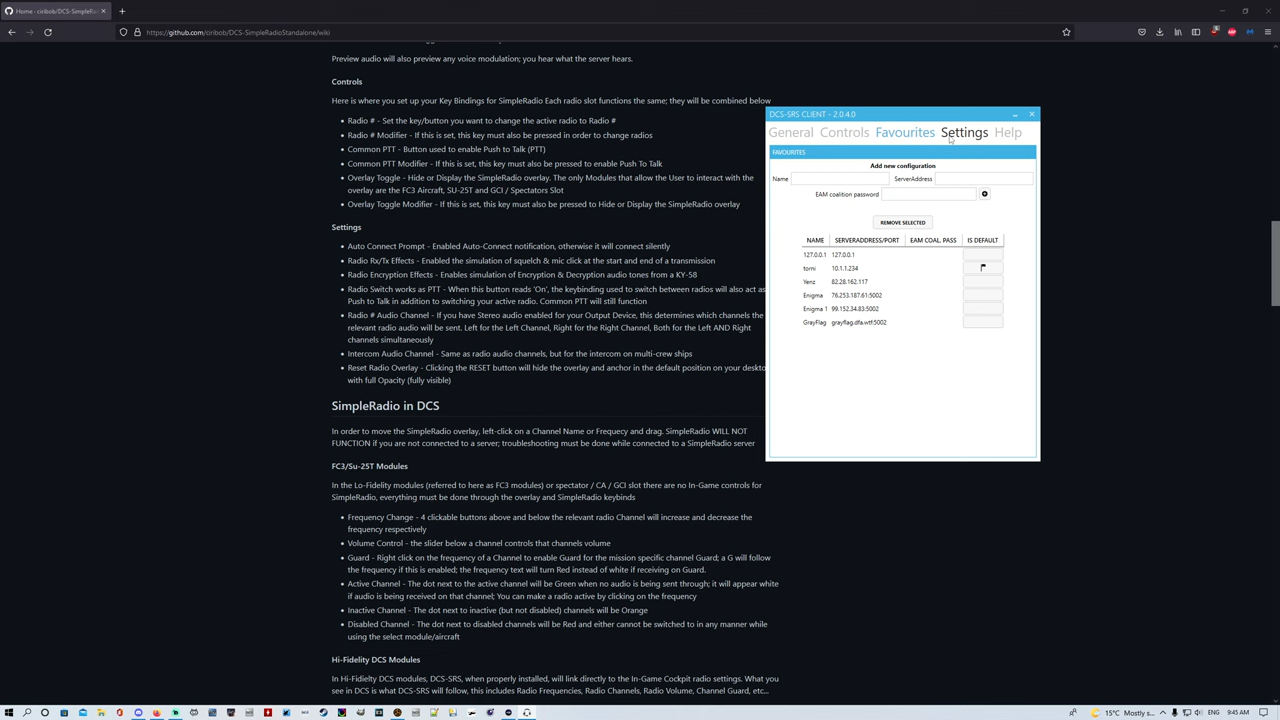 Home - ciribob/DCS-SimpleRa
https://github.com/ciribob/DCS-SimpleRadioStandalone/wiki
Preview audio will also preview any voice modulation; you hear what the server hears.
Controls
Here is where you set up your Key Bindings for SimpleRadio Each radio slot functions the same; they will be combined below
Radio # - Set the key/button you want to change the active radio to Radio #
Radio # Modifier - If this is set, this key must also be pressed in order to change radios
Common PTT - Button used to enable Push to Talk (PTT)
Common PTT Modifier - If this is set, this key must also be pressed to enable Push To Talk
Overlay Toggle - Hide or Display the SimpleRadio overlay. The only Modules that allow the User to interact with the
overlay are the FC3 Aircraft, SU-25T and GCI / Spectators Slot
Overlay Toggle Modifier - If this is set, this key must also be pressed to Hide or Display the SimpleRadio overlay
Settings
Auto Connect Prompt - Enabled Auto-Connect notification, otherwise it will connect silently
Radio Rx/Tx Effects - Enabled the simulation of squelch & mic click at the start and end of a transmission
Radio Encryption Effects - Enables simulation of Encryption & Decryption audio tones from a KY-58
Radio Switch works as PTT - When this button reads 'On', the keybinding used to switch between radios will also act as
Push to Talk in addition to switching your active radio. Common PTT will still function
Radio # Audio Channel - If you have Stereo audio enabled for your Output Device, this determines which channels the
relevant radio audio will be sent. Left for the Left Channel, Right for the Right Channel, Both for the Left AND Right
channels simultaneously
Intercom Audio Channel - Same as radio audio channels, but for the intercom on multi-crew ships
Reset Radio Overlay - Clicking the RESET button will hide the overlay and anchor in the default position on your deskto
with full Opacity (fully visible)
SimpleRadio in DCS
In order to move the SimpleRadio overlay, left-click on a Channel Name or Frequecy and drag. SimpleRadio WILL NOT
FUNCTION if you are not connected to a server; troubleshooting must be done while connected to a SimpleRadio server
FC3/Su-25T Modules
In the Lo-Fidelity modules (referred to here as FC3 modules) or spectator / CA / GCI slot there are no In-Game controls for
SimpleRadio, everything must be done through the overlay and SimpleRadio keybinds
Frequency Change - 4 clickable buttons above and below the relevant radio Channel will increase and decrease the
frequency respectively
Volume Control - the slider below a channel controls that channels volume
Guard - Right click on the frequency of a Channel to enable Guard for the mission specific channel Guard; a G will follow
the frequency if this is enabled; the frequency text will turn Red instead of white if receiving on Guard.
Active Channel - The dot next to the active channel will be Green when no audio is being sent through; it will appear white
if audio is being received on that channel; You can make a radio active by clicking on the frequency
Inactive Channel - The dot next to inactive (but not disabled) channels will be Orange
Disabled Channel - The dot next to disabled channels will be Red and either cannot be switched to in any manner while
using the select module/aircraft
Hi-Fidelity DCS Modules
In Hi-Fidielty DCS modules, DCS-SRS, when properly installed, will link directly to the In-Game Cockpit radio settings. What you
see in DCS is what DCS-SRS will follow, this includes Radio Frequencies, Radio Channels, Radio Volume, Channel Guard, etc...
DCS-SRS CLIENT - 2.0.4.0
General Controls Favourites Settings Help
FAVOURITES
Add new configuration
Name ServerAddress
EAM coalition password
REMOVE SELECTED
NAME SERVERADDRESS/PORT EAM COAL. PASS IS DEFAULT
127.0.0.1 127.0.0.1
torni 10.1.1.234
Yenz 82.28.162.117
Enigma 76.253.187.61:5002
Enigma 1 99.152.34.83:5002
GrayFlag grayflag.dfa.wtf:5002
15°C Mostly s...
9:45 AM